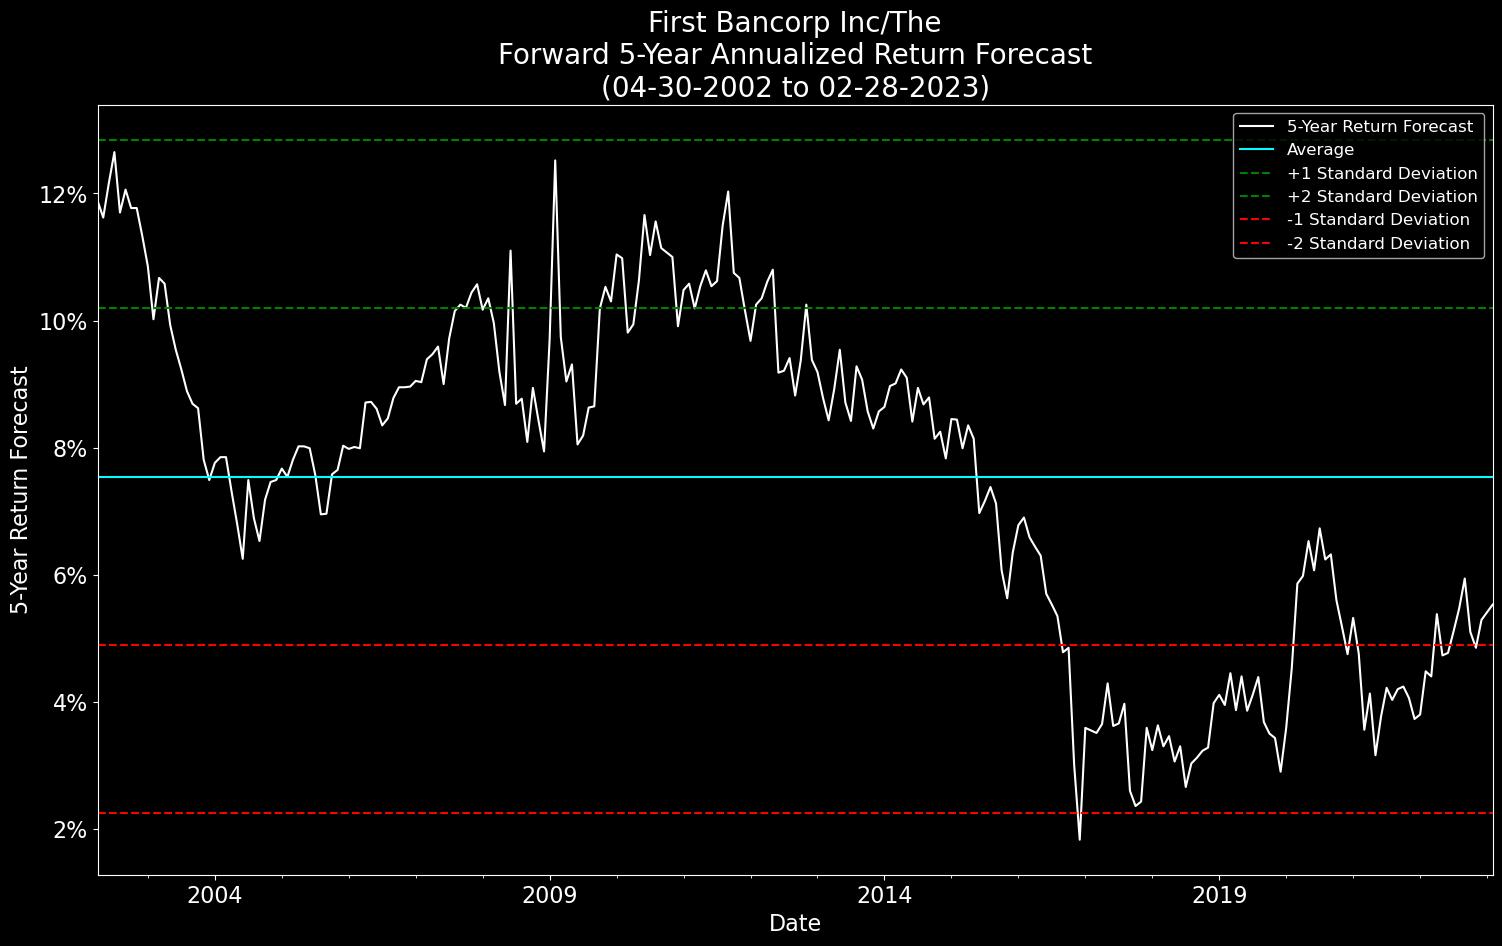 First Bancorp Inc/The
Forward 5-Year Annualized Return Forecast
(04-30-2002 to 02-28-2023)
5-Year Return Forecast
Average
+1 Standard Deviation
+2 Standard Deviation
-1 Standard Deviation
-2 Standard Deviation
5-Year Return Forecast
12%
10%
8%
6%
4%
2%
2004
2009
2014
2019
Date